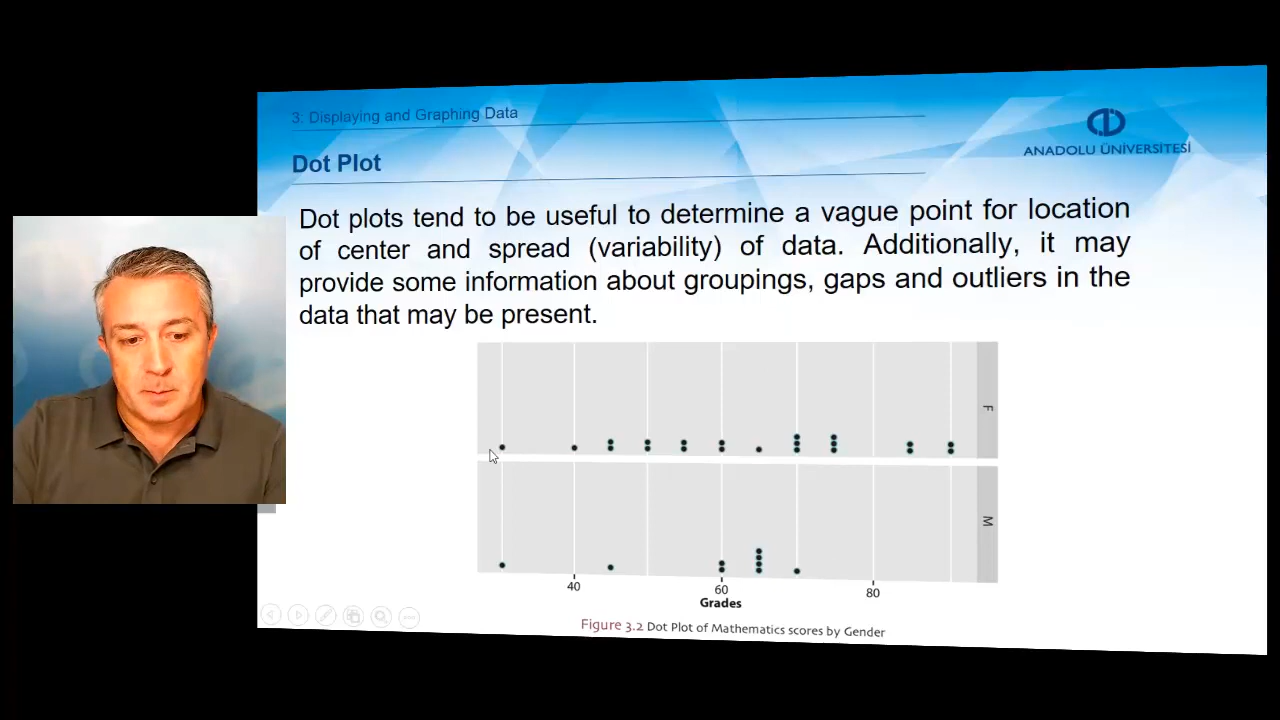 3: Displaying and Graphing Data
ANADOLU ÜNİVERSİTESİ
Dot Plot
Dot plots tend to be useful to determine a vague point for location
of center and spread (variability) of data. Additionally, it may
provide some information about groupings, gaps and outliers in the
data that may be present.
F
M
40 60 80
Grades
Figure 3.2 Dot Plot of Mathematics scores by Gender